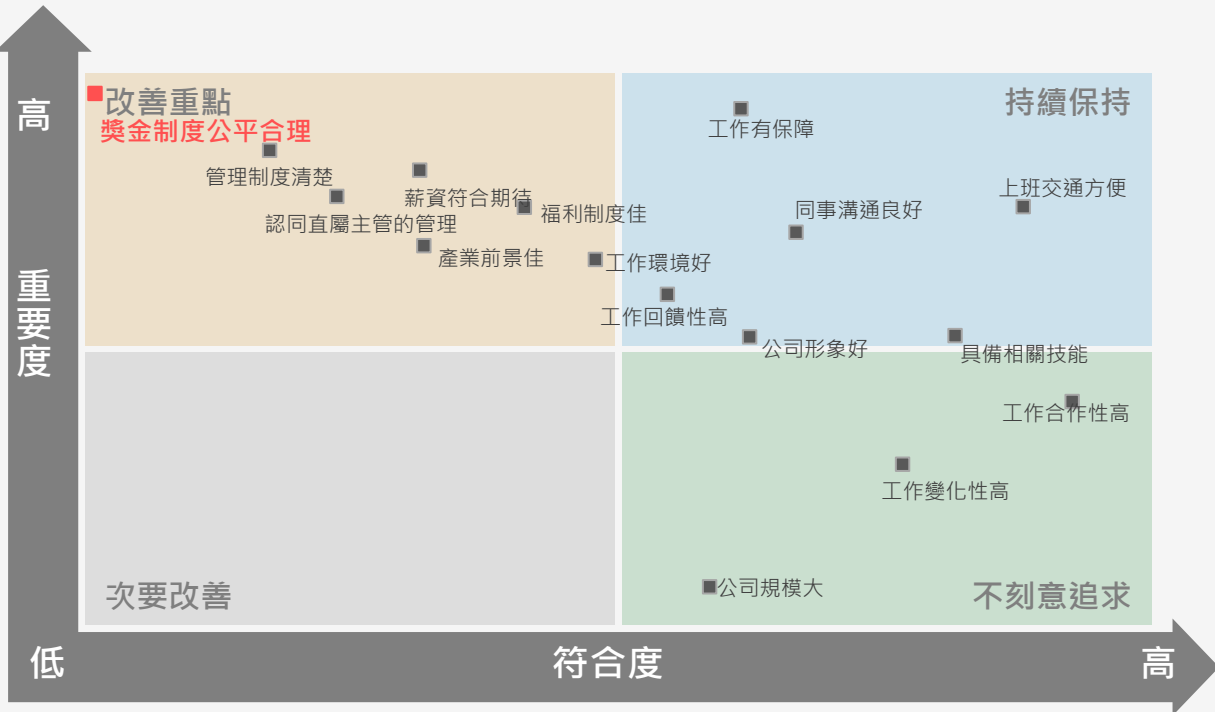 高
改善重點
獎金制度公平合理
持續保持
工作有保障
管理制度清楚
薪資符合期待
上班交通方便
認同直屬主管的管理
福利制度佳
同事溝通良好
產業前景佳
工作環境好
重要度
工作回饋性高
公司形象好
具備相關技能
工作合作性高
工作變化性高
次要改善
公司規模大
不刻意追求
低
符合度
高